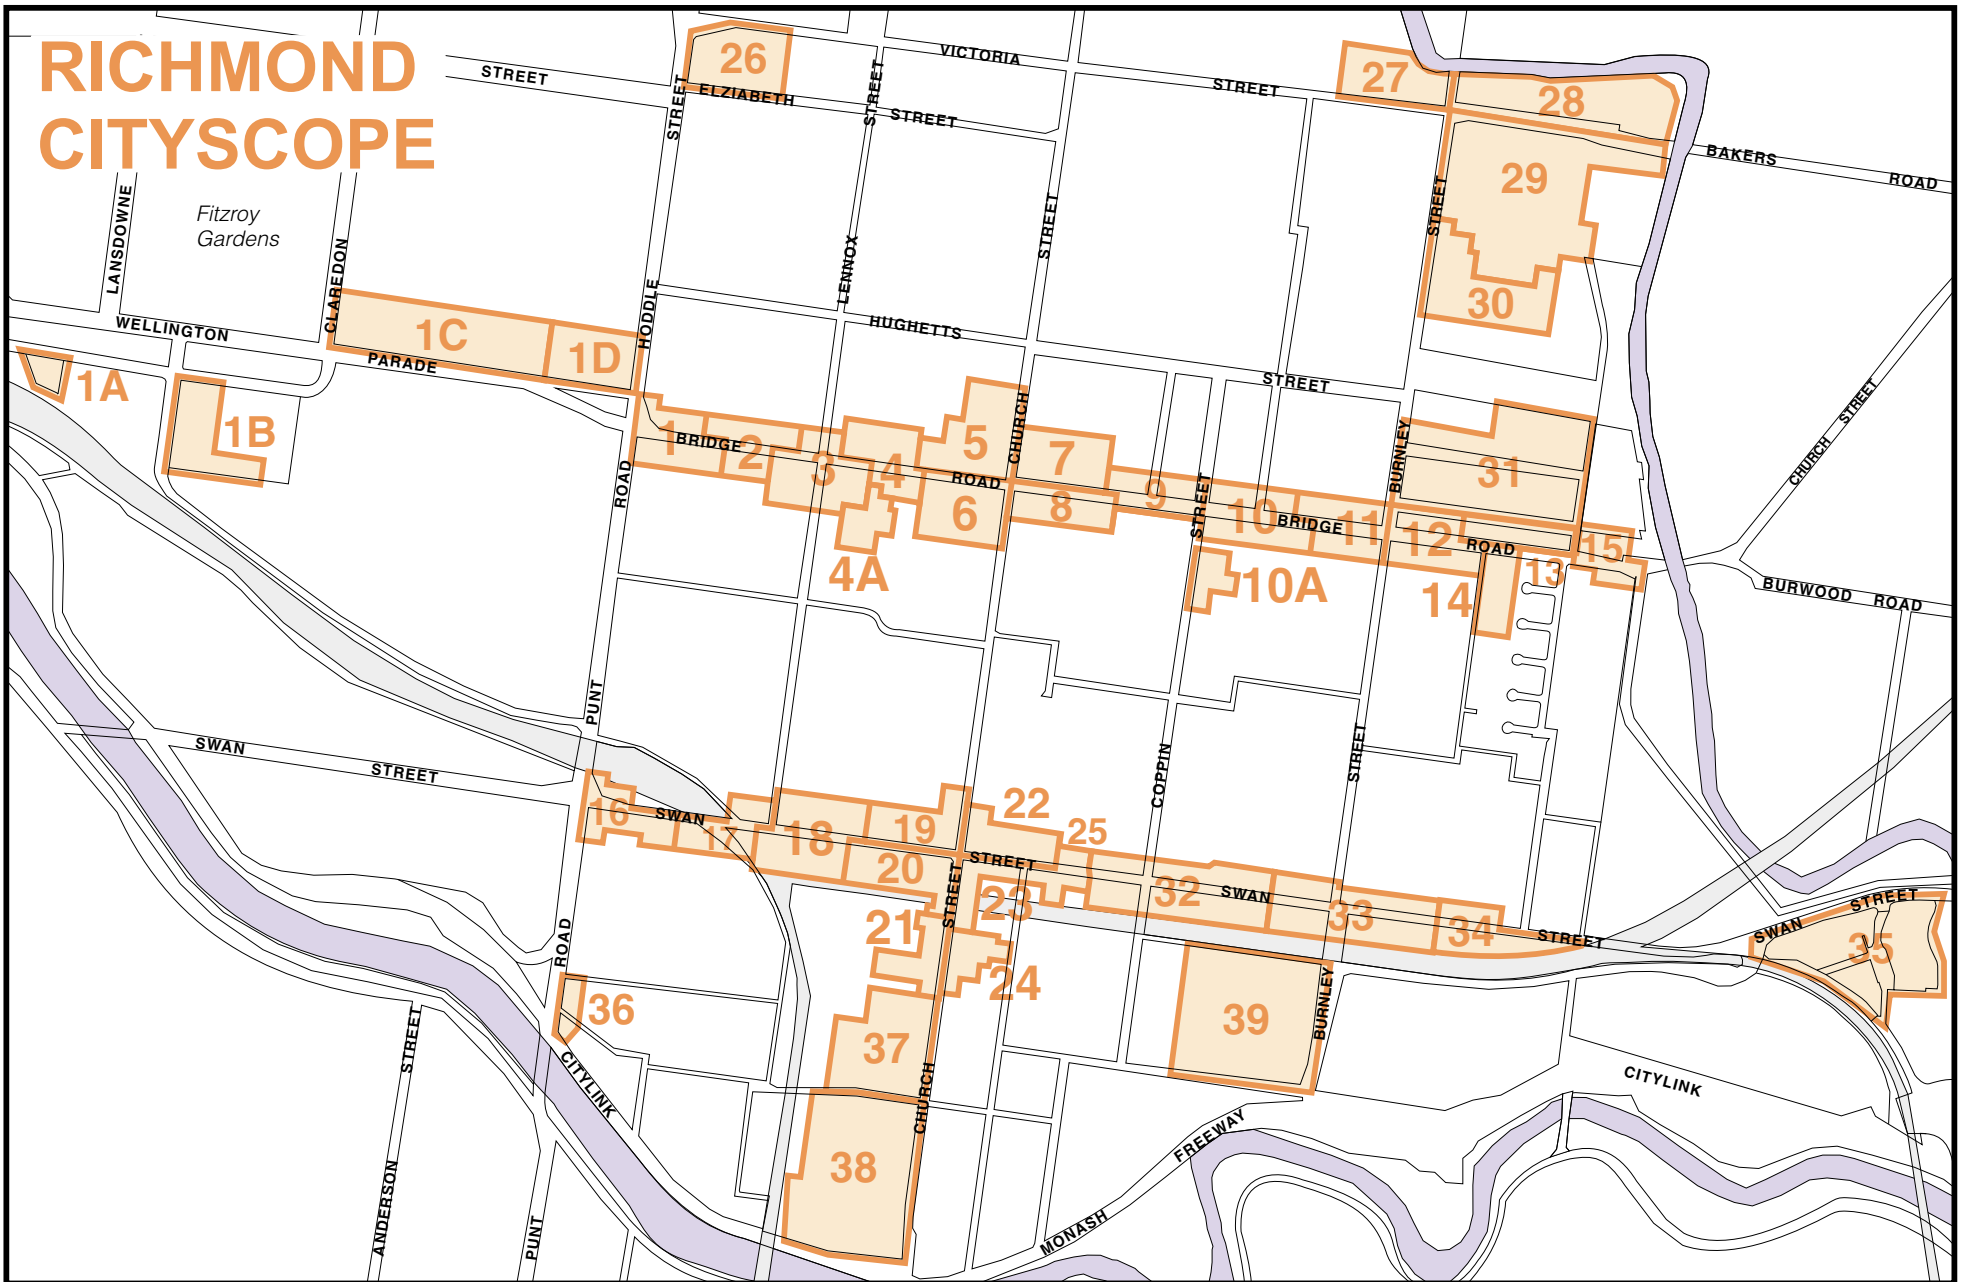 RICHMOND
CITYSCOPE
Fitzroy
Gardens
STREET
STREET
26
ELZIABETH
STREET
STREET
VICTORIA
STREET
27
28
29
30
STREET
BAKERS
ROAD
LANSDOWNE
CLAREDON
HODDLE
LENNOX
STREET
WELLINGTON
PARADE
1C
1D
1A
1B
HUGHETTS
STREET
CHURCH
BURNLEY
CHURCH
STREET
1
BRIDGE
2
3
4
5
ROAD
6
7
8
9
STREET
10
BRIDGE
11
12
ROAD
31
13
15
4A
10A
14
BURWOOD
ROAD
ROAD
PUNT
SWAN
STREET
COPPIN
STREET
16
SWAN
17
18
19
20
22
25
STREET
STREET
23
21
24
32
SWAN
33
34
STREET
SWAN
STREET
35
ROAD
36
37
38
39
BURNLEY
CHURCH
CITYLINK
CITYLINK
STREET
ANDERSON
PUNT
MONASH
FREEWAY